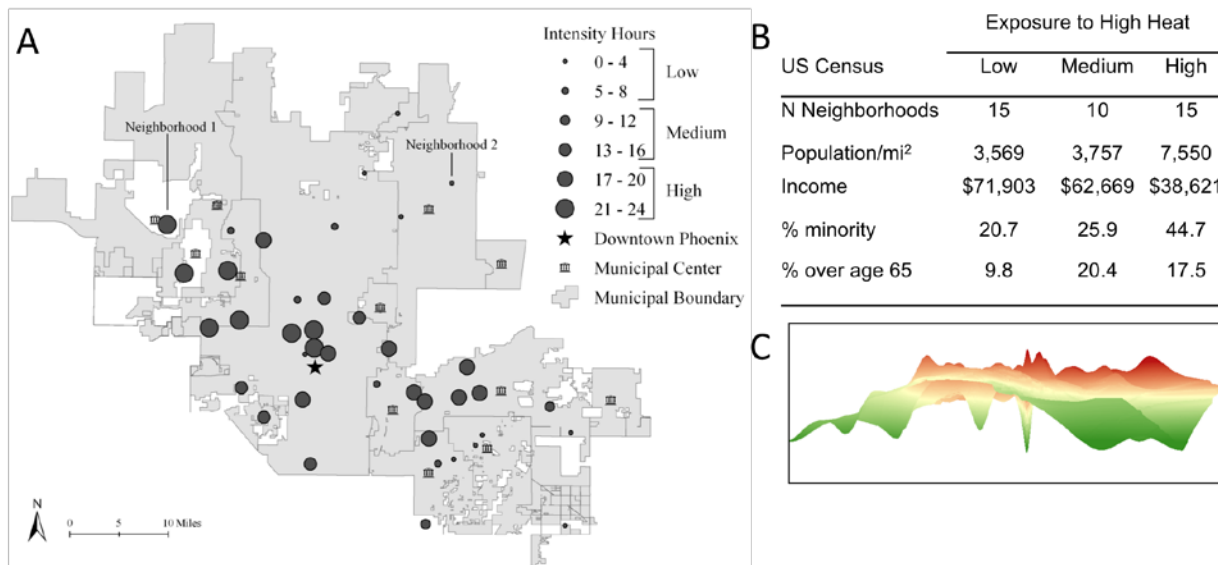 A
Intensity Hours
0 - 4
5 - 8
Low
9 - 12
13 - 16
Medium
17 - 20
21 - 24
High
Downtown Phoenix
Municipal Center
Municipal Boundary
Neighborhood 1
Neighborhood 2
N
0 5 10 Miles
B
Exposure to High Heat
US Census Low Medium High
N Neighborhoods 15 10 15
Population/mi² 3,569 3,757 7,550
Income $71,903 $62,669 $38,621
% minority 20.7 25.9 44.7
% over age 65 9.8 20.4 17.5
C